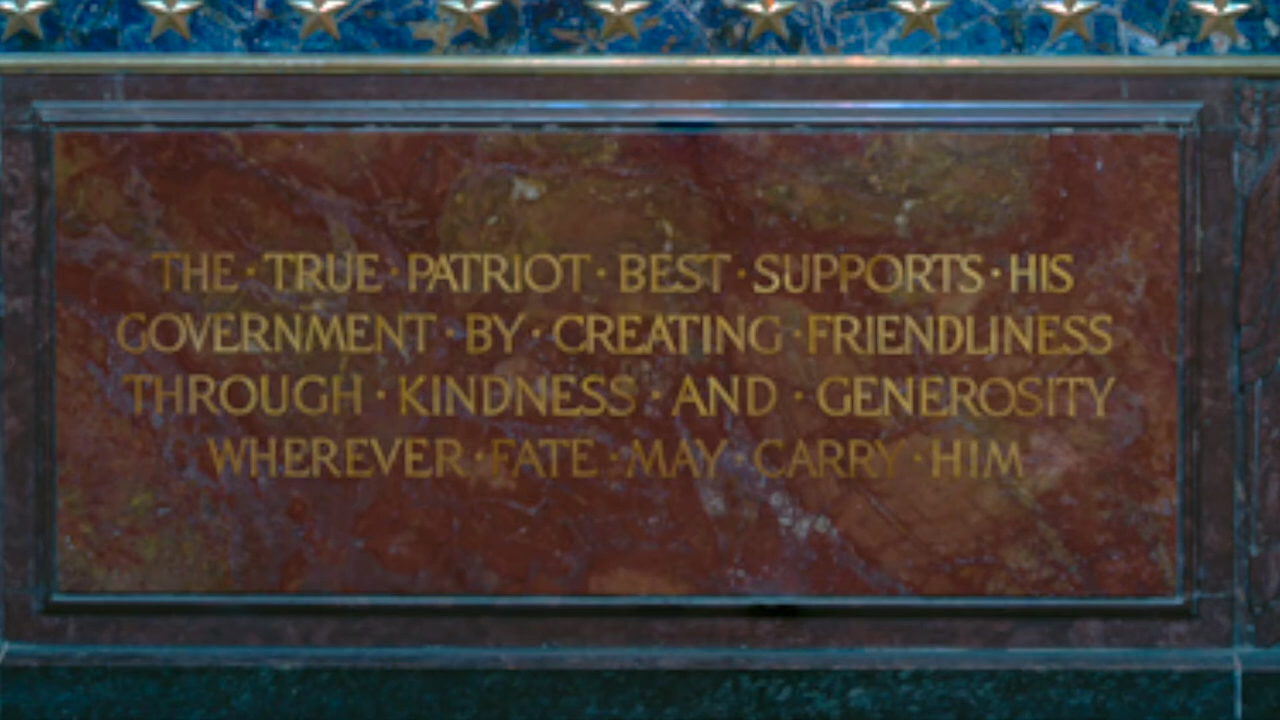 THE · TRUE · PATRIOT · BEST · SUPPORTS · HIS
GOVERNMENT · BY · CREATING · FRIENDLINESS
THROUGH · KINDNESS · AND · GENEROSITY
WHEREVER · FATE · MAY · CARRY · HIM